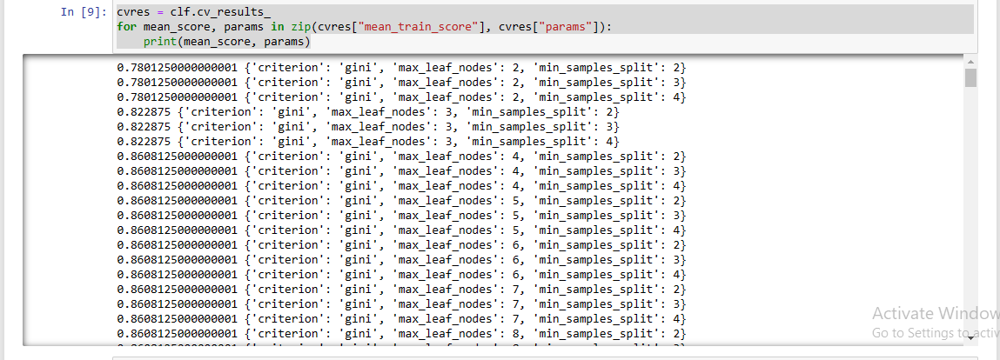 In [9]: cvres = clf.cv_results_
for mean_score, params in zip(cvres["mean_train_score"], cvres["params"]):
    print(mean_score, params)
0.7801250000000001 {'criterion': 'gini', 'max_leaf_nodes': 2, 'min_samples_split': 2}
0.7801250000000001 {'criterion': 'gini', 'max_leaf_nodes': 2, 'min_samples_split': 3}
0.7801250000000001 {'criterion': 'gini', 'max_leaf_nodes': 2, 'min_samples_split': 4}
0.822875 {'criterion': 'gini', 'max_leaf_nodes': 3, 'min_samples_split': 2}
0.822875 {'criterion': 'gini', 'max_leaf_nodes': 3, 'min_samples_split': 3}
0.822875 {'criterion': 'gini', 'max_leaf_nodes': 3, 'min_samples_split': 4}
0.8608125000000001 {'criterion': 'gini', 'max_leaf_nodes': 4, 'min_samples_split': 2}
0.8608125000000001 {'criterion': 'gini', 'max_leaf_nodes': 4, 'min_samples_split': 3}
0.8608125000000001 {'criterion': 'gini', 'max_leaf_nodes': 4, 'min_samples_split': 4}
0.8608125000000001 {'criterion': 'gini', 'max_leaf_nodes': 5, 'min_samples_split': 2}
0.8608125000000001 {'criterion': 'gini', 'max_leaf_nodes': 5, 'min_samples_split': 3}
0.8608125000000001 {'criterion': 'gini', 'max_leaf_nodes': 5, 'min_samples_split': 4}
0.8608125000000001 {'criterion': 'gini', 'max_leaf_nodes': 6, 'min_samples_split': 2}
0.8608125000000001 {'criterion': 'gini', 'max_leaf_nodes': 6, 'min_samples_split': 3}
0.8608125000000001 {'criterion': 'gini', 'max_leaf_nodes': 6, 'min_samples_split': 4}
0.8608125000000001 {'criterion': 'gini', 'max_leaf_nodes': 7, 'min_samples_split': 2}
0.8608125000000001 {'criterion': 'gini', 'max_leaf_nodes': 7, 'min_samples_split': 3}
0.8608125000000001 {'criterion': 'gini', 'max_leaf_nodes': 7, 'min_samples_split': 4}
0.8608125000000001 {'criterion': 'gini', 'max_leaf_nodes': 8, 'min_samples_split': 2}
Activate Window
Go to Settings to activ